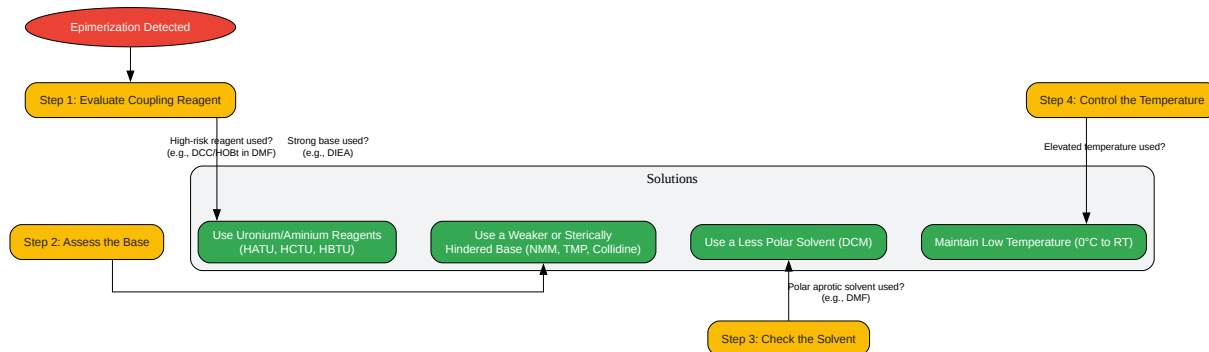 Epimerization Detected
Step 1: Evaluate Coupling Reagent
Step 4: Control the Temperature
High-risk reagent used?
(e.g., DCC/HOBt in DMF)
Strong base used?
(e.g., DIEA)
Elevated temperature used?
Solutions
Step 2: Assess the Base
Use Uronium/Aminium Reagents
(HATU, HCTU, HBTU)
Use a Weaker or Sterically
Hindered Base (NMM, TMP, Collidine)
Use a Less Polar Solvent (DCM)
Maintain Low Temperature (0°C to RT)
Polar aprotic solvent used?
(e.g., DMF)
Step 3: Check the Solvent